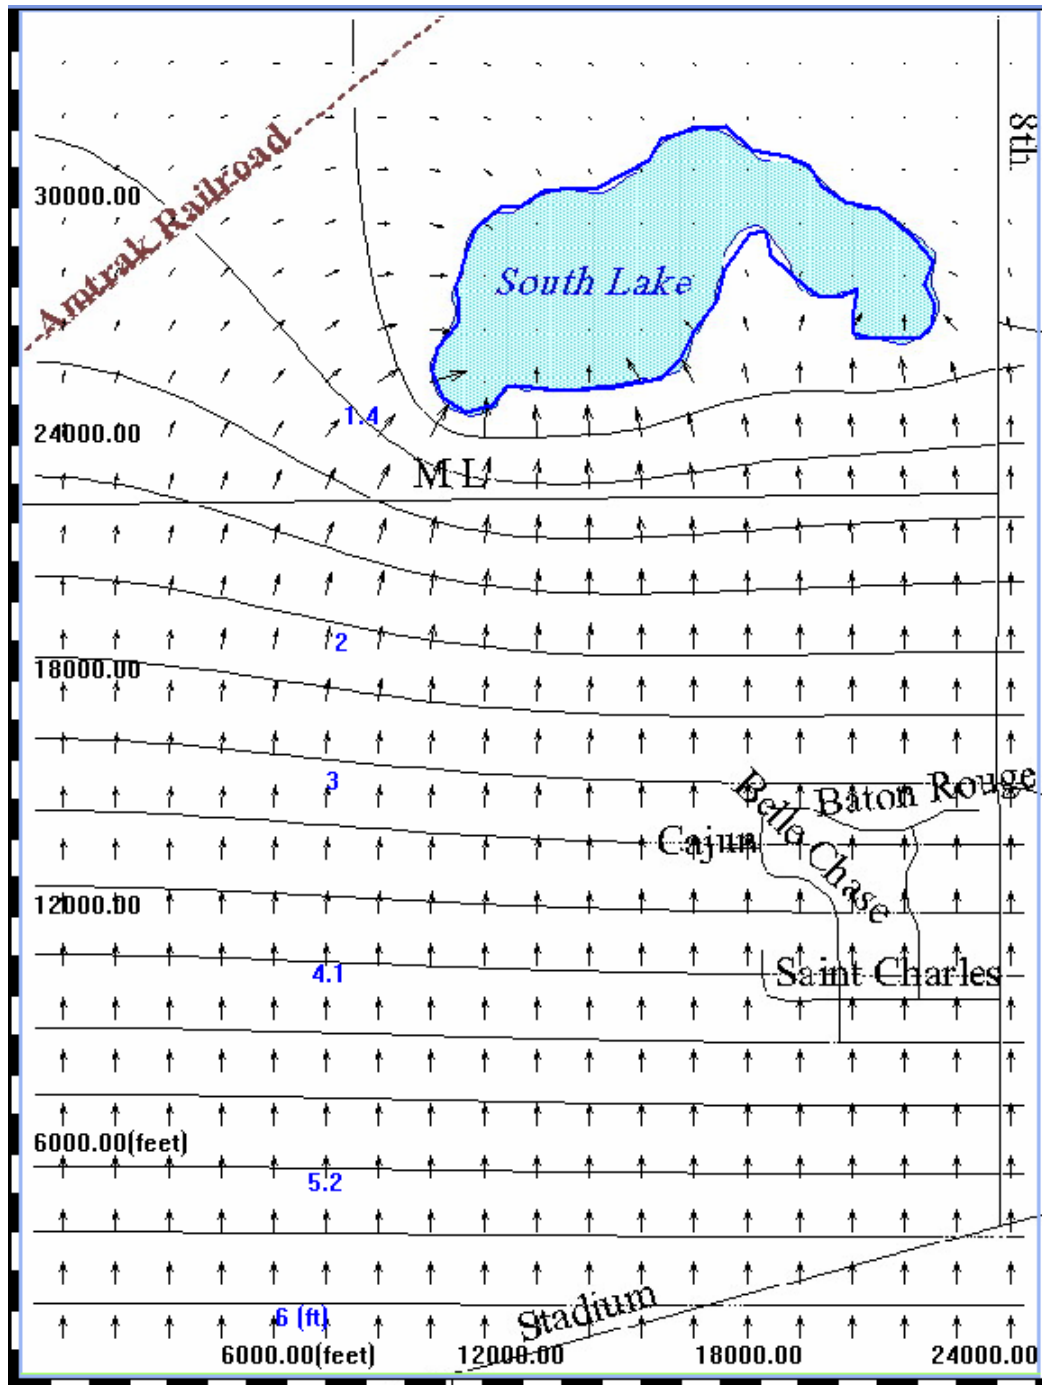 8th
Amtrak Railroad
30000.00
South Lake
1.4
24000.00
ML
2
18000.00
3
Baton Rouge
Belle Chase
Cajun
12000.00
4.1
Saint Charles
6000.00(feet)
5.2
6 (ft)
Stadium
6000.00(feet) 12000.00 18000.00 24000.00